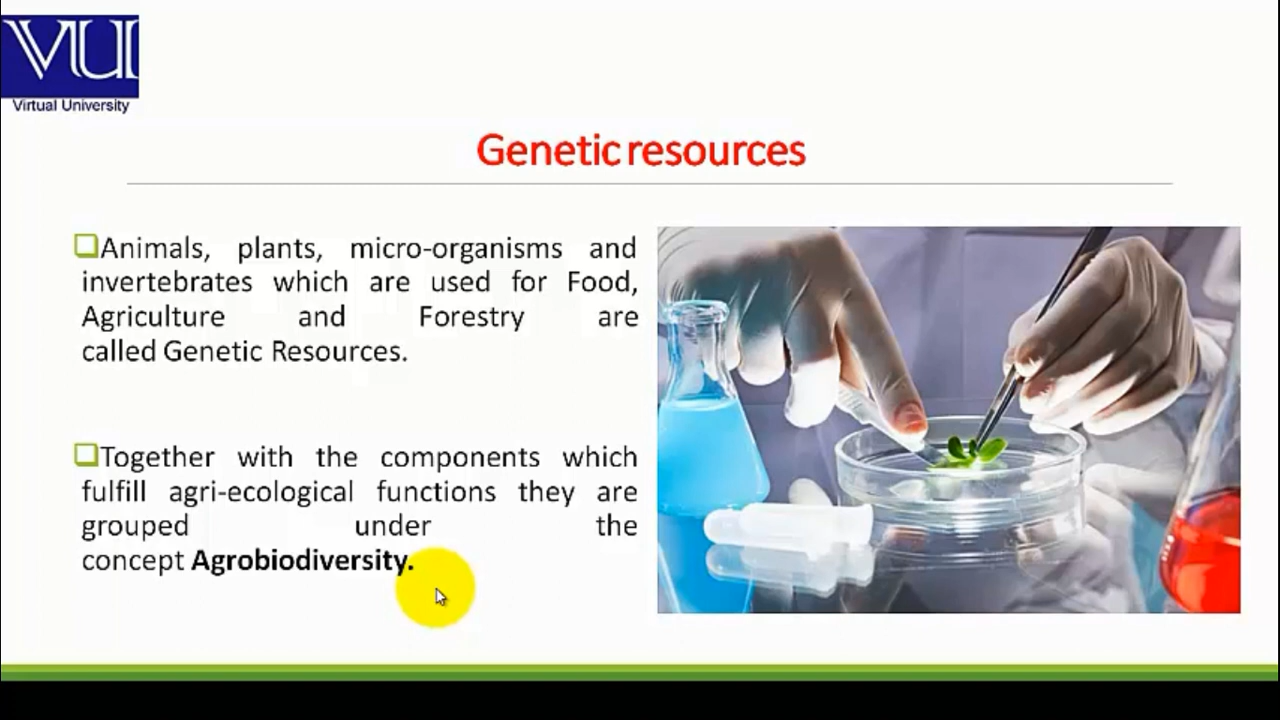 VU
Virtual University
Genetic resources
Animals, plants, micro-organisms and
invertebrates which are used for Food,
Agriculture and Forestry are
called Genetic Resources.
Together with the components which
fulfill agri-ecological functions they are
grouped under the
concept Agrobiodiversity.